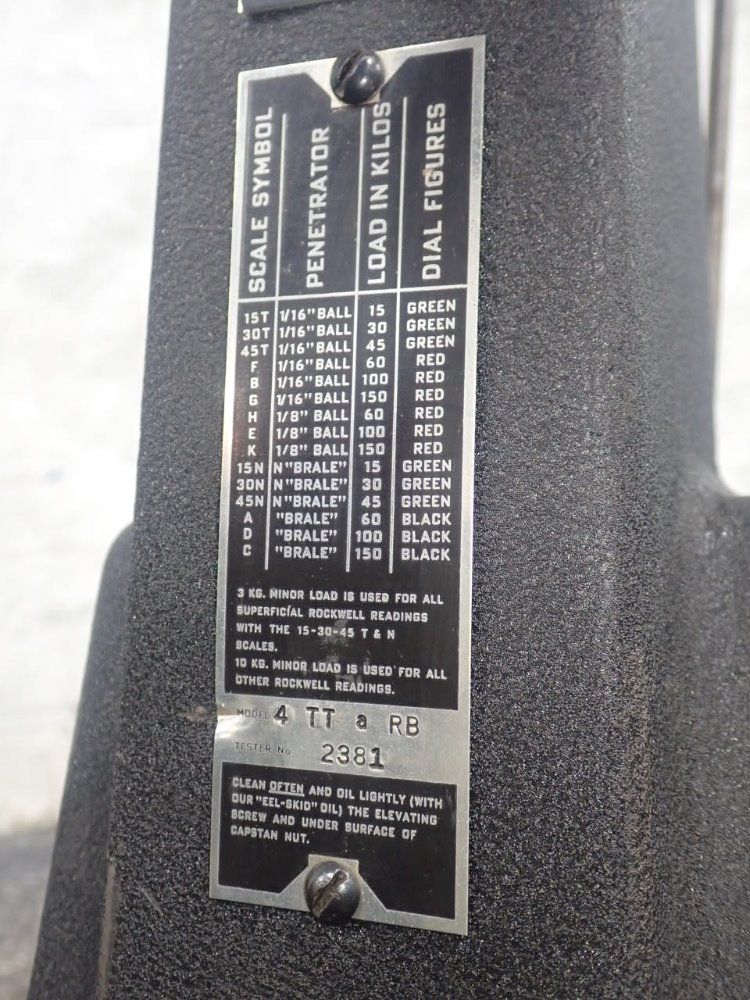 SCALE SYMBOL PENETRATOR LOAD IN KILOS DIAL FIGURES
15T 1/16" BALL 15 GREEN
30T 1/16" BALL 30 GREEN
45T 1/16" BALL 45 GREEN
F 1/16" BALL 60 RED
B 1/16" BALL 100 RED
G 1/16" BALL 150 RED
H 1/8" BALL 60 RED
E 1/8" BALL 100 RED
K 1/8" BALL 150 RED
15N N "BRALE" 15 GREEN
30N N "BRALE" 30 GREEN
45N N "BRALE" 45 GREEN
A "BRALE" 60 BLACK
D "BRALE" 100 BLACK
C "BRALE" 150 BLACK
3 KG. MINOR LOAD IS USED FOR ALL
SUPERFICIAL ROCKWELL READINGS
WITH THE 15-30-45 T & N
SCALES.
10 KG. MINOR LOAD IS USED FOR ALL
OTHER ROCKWELL READINGS.
MODEL 4 TT a RB
TESTER No 2381
CLEAN OFTEN AND OIL LIGHTLY (WITH
OUR "EEL-SKID" OIL) THE ELEVATING
SCREW AND UNDER SURFACE OF
CAPSTAN NUT.